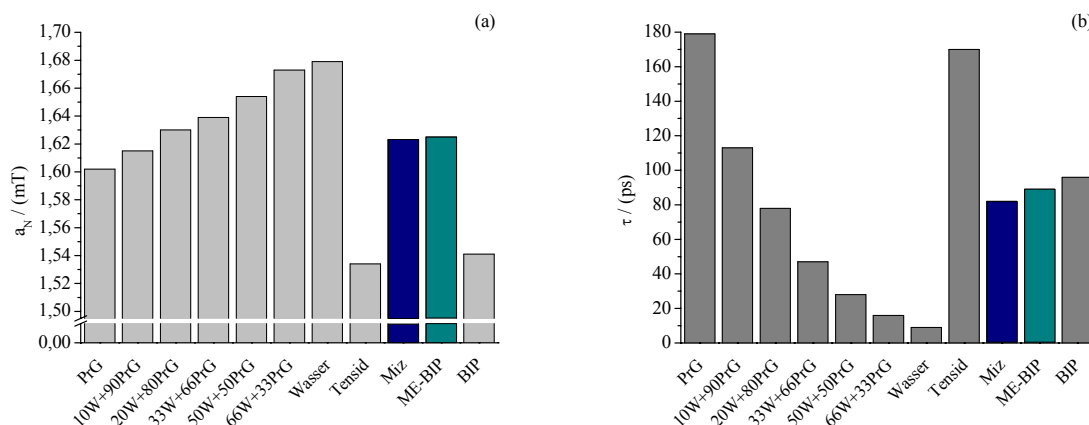 (a)
1,70
1,68
1,66
1,64
1,62
1,60
1,58
1,56
1,54
1,52
1,50
0,00
a_N / (mT)
PrG
10W+90PrG
20W+80PrG
33W+66PrG
50W+50PrG
66W+33PrG
Wasser
Tensid
Miz
ME-BIP
BIP
(b)
180
160
140
120
100
80
60
40
20
0
τ / (ps)
PrG
10W+90PrG
20W+80PrG
33W+66PrG
50W+50PrG
66W+33PrG
Wasser
Tensid
Miz
ME-BIP
BIP